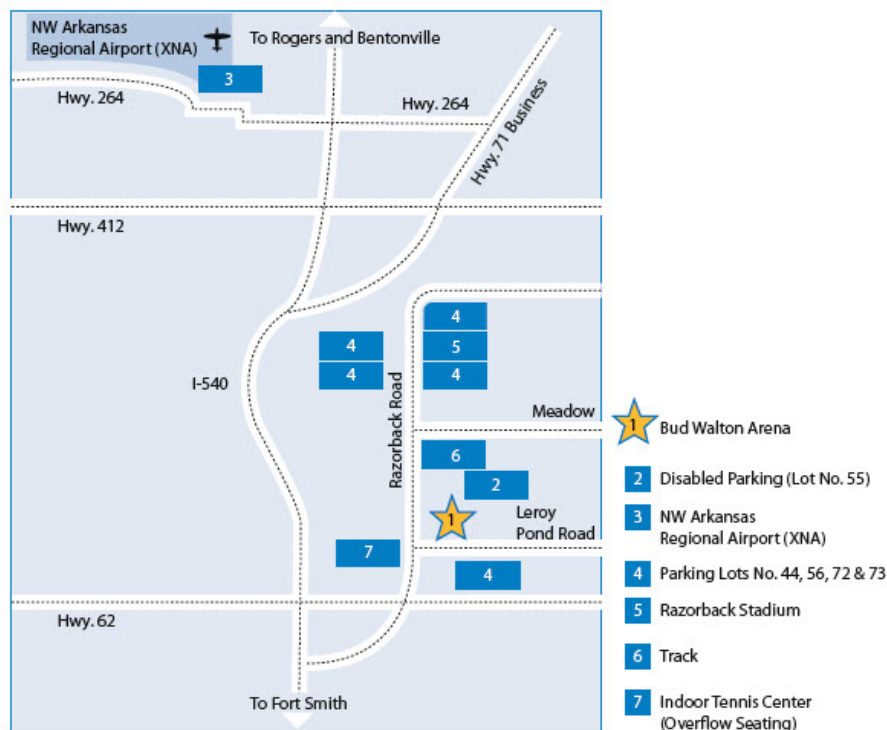 NW Arkansas
Regional Airport (XNA)
To Rogers and Bentonville
3
Hwy. 264
Hwy. 264
Hwy. 71 Business
Hwy. 412
4
4
5
4
4
I-540
Razorback Road
Meadow
6
2
1
Leroy
Pond Road
7
4
Hwy. 62
To Fort Smith
1 Bud Walton Arena
2 Disabled Parking (Lot No. 55)
3 NW Arkansas
Regional Airport (XNA)
4 Parking Lots No. 44, 56, 72 & 73
5 Razorback Stadium
6 Track
7 Indoor Tennis Center
(Overflow Seating)